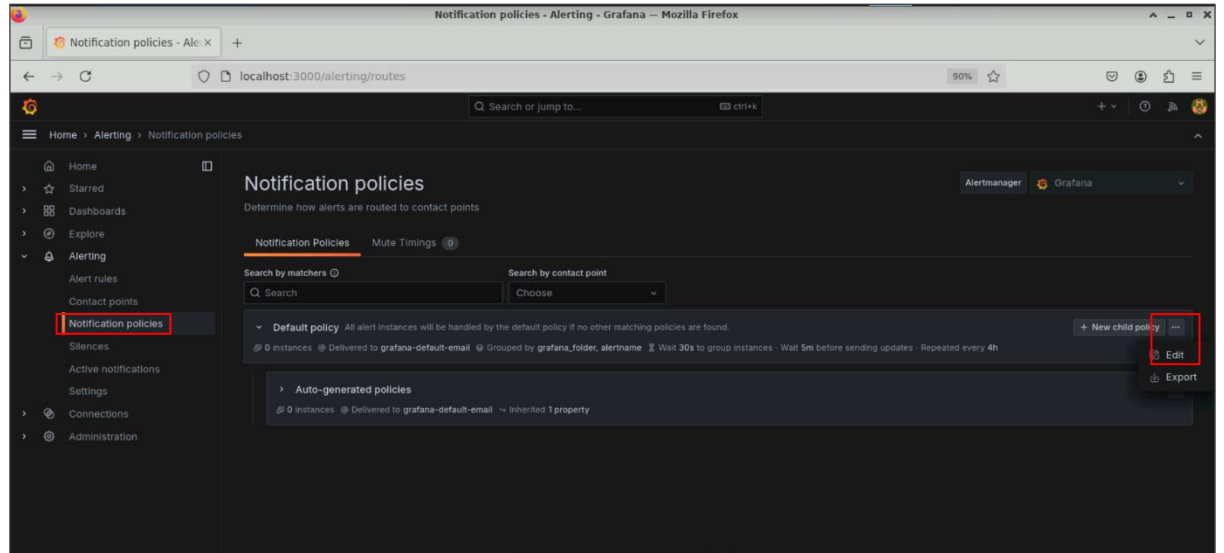 Notification policies - Alerting - Grafana — Mozilla Firefox
Notification policies - Ale
localhost:3000/alerting/routes
90%
Search or jump to...
ctrl+k
Home › Alerting › Notification policies
Home
Starred
Dashboards
Explore
Alerting
Alert rules
Contact points
Notification policies
Silences
Active notifications
Settings
Connections
Administration
Notification policies
Determine how alerts are routed to contact points
Alertmanager
Grafana
Notification Policies
Mute Timings 0
Search by matchers
Search by contact point
Search
Choose
Default policy All alert instances will be handled by the default policy if no other matching policies are found.
+ New child policy
...
0 instances Delivered to grafana-default-email Grouped by grafana_folder, alertname Wait 30s to group instances · Wait 5m before sending updates · Repeated every 4h
Edit
Export
Auto-generated policies
0 instances Delivered to grafana-default-email Inherited 1 property